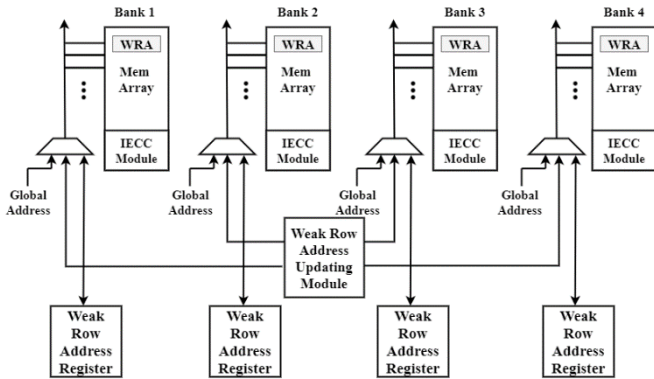 Bank 1
Bank 2
Bank 3
Bank 4
WRA
WRA
WRA
WRA
Mem
Array
Mem
Array
Mem
Array
Mem
Array
IECC
Module
IECC
Module
IECC
Module
IECC
Module
Global
Address
Global
Address
Global
Address
Global
Address
Weak Row
Address
Updating
Module
Weak
Row
Address
Register
Weak
Row
Address
Register
Weak
Row
Address
Register
Weak
Row
Address
Register